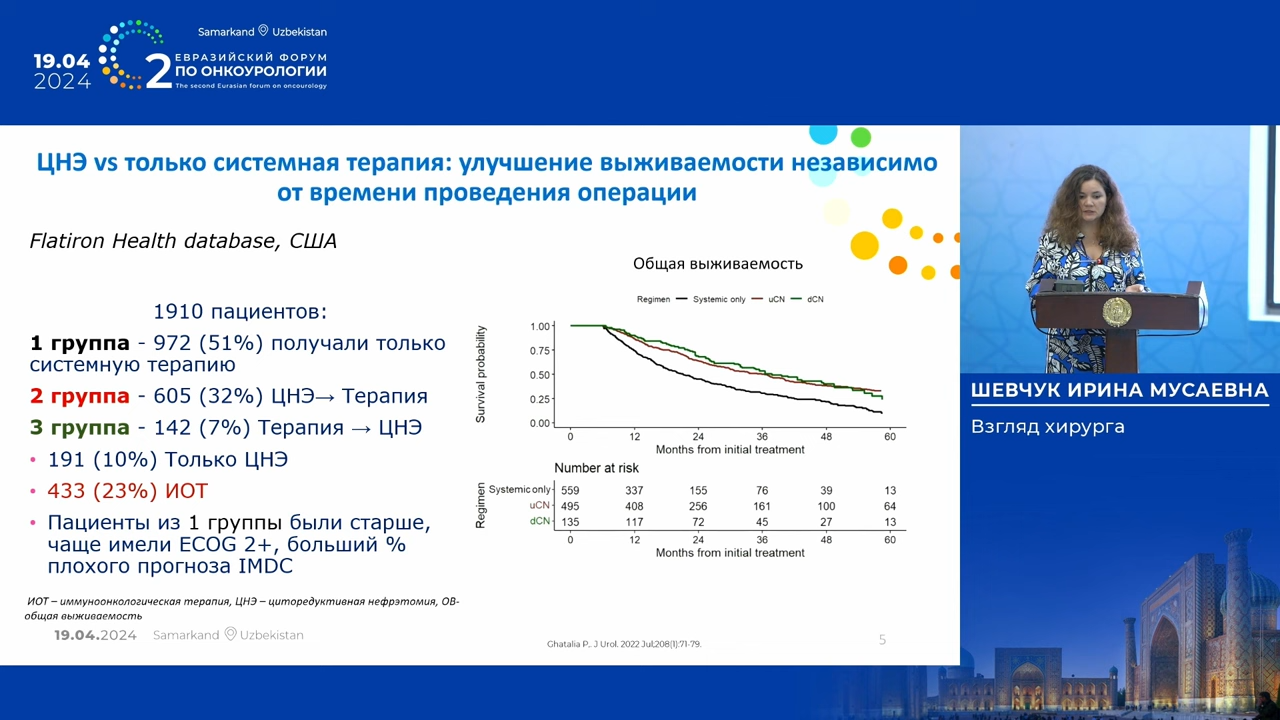 Samarkand Uzbekistan
19.04
2024
2
ЕВРАЗИЙСКИЙ ФОРУМ
ПО ОНКОУРОЛОГИИ
The second Eurasian forum on oncourology
ЦНЭ vs только системная терапия: улучшение выживаемости независимо
от времени проведения операции
Flatiron Health database, США
1910 пациентов:
1 группа - 972 (51%) получали только
системную терапию
2 группа - 605 (32%) ЦНЭ→ Терапия
3 группа - 142 (7%) Терапия → ЦНЭ
• 191 (10%) Только ЦНЭ
• 433 (23%) ИОТ
• Пациенты из 1 группы были старше,
чаще имели ECOG 2+, больший %
плохого прогноза IMDC
ИОТ – иммуноонкологическая терапия, ЦНЭ – циторедуктивная нефрэтомия, ОВ-
общая выживаемость
19.04.2024 Samarkand Uzbekistan
Общая выживаемость
Regimen Systemic only uCN dCN
Survival probability
1.00
0.75
0.50
0.25
0.00
0 12 24 36 48 60
Months from initial treatment
Number at risk
Regimen
Systemic only 559 337 155 76 39 13
uCN 495 408 256 161 100 64
dCN 135 117 72 45 27 13
0 12 24 36 48 60
Months from initial treatment
Ghatalia P,. J Urol. 2022 Jul;208(1):71-79.
5
ШЕВЧУК ИРИНА МУСАЕВНА
Взгляд хирурга